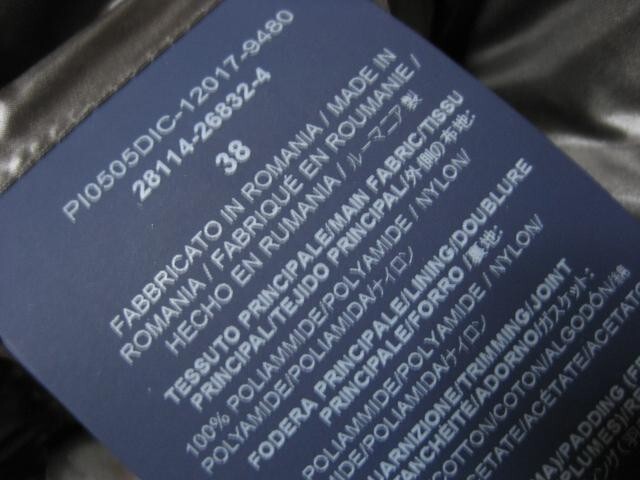 PI0505DIC-12017-9480
28114-26832-4
38
FABBRICATO IN ROMANIA / MADE IN
ROMANIA / FABRIQUÉ EN ROUMANIE /
HECHO EN RUMANIA / ルーマニア製
TESSUTO PRINCIPALE/MAIN FABRIC/TISSU
PRINCIPAL/TEJIDO PRINCIPAL/外側の布地:
100% POLIAMMIDE/POLYAMIDE / NYLON/
POLYAMIDE/POLIAMIDA/ナイロン
FODERA PRINCIPALE/LINING/DOUBLURE
PRINCIPALE/FORRO /裏地:
POLIAMMIDE/POLYAMIDE / NYLON/
POLYAMIDE/POLIAMIDA/ナイロン
GUARNIZIONE/TRIMMING/JOINT
ÉTANCHÉITÉ/ADORNO/ガスケット:
COTTON/COTON/ALGODÓN/綿
ACETATE/ACÉTATE/ACETATO
PADDING